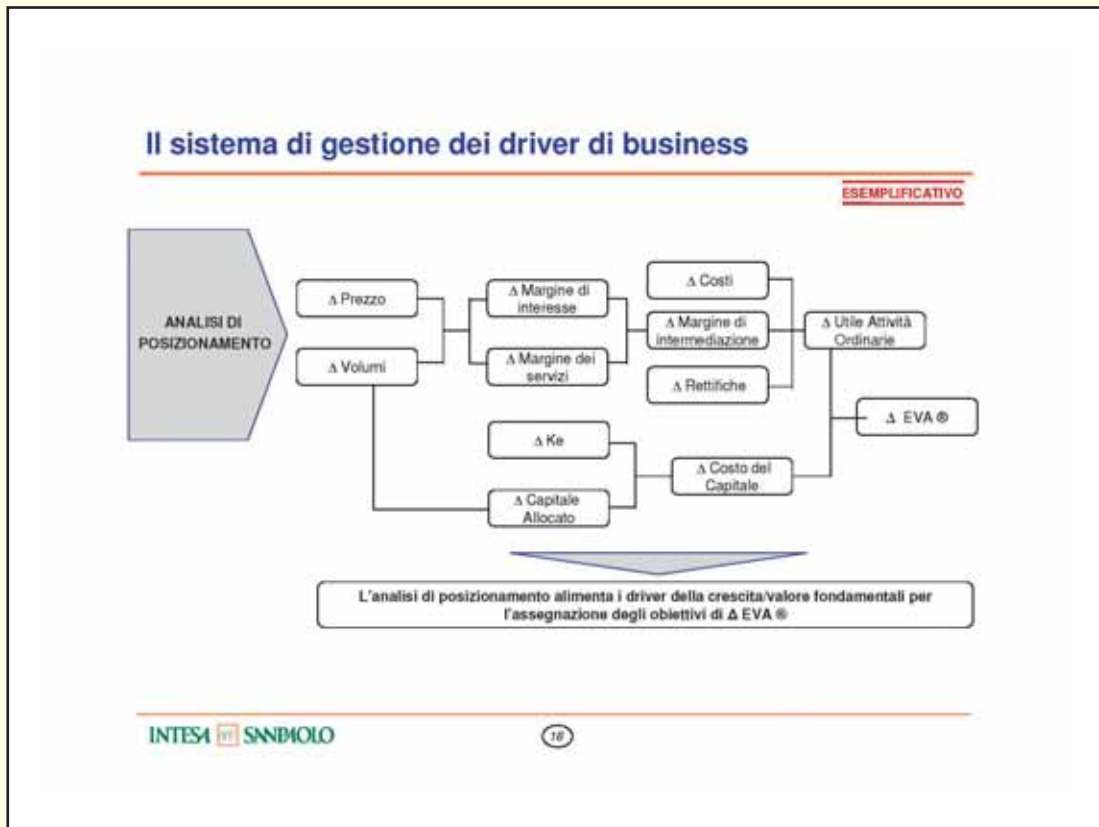 Il sistema di gestione dei driver di business
ESEMPLIFICATIVO
ANALISI DI
POSIZIONAMENTO
Δ Prezzo
Δ Volumi
Δ Margine di
interesse
Δ Margine dei
servizi
Δ Costi
Δ Margine di
intermediazione
Δ Rettifiche
Δ Utile Attività
Ordinarie
Δ EVA ®
Δ Ke
Δ Capitale
Allocato
Δ Costo del
Capitale
L'analisi di posizionamento alimenta i driver della crescita/valore fondamentali per
l'assegnazione degli obiettivi di Δ EVA ®
INTESA SANPAOLO